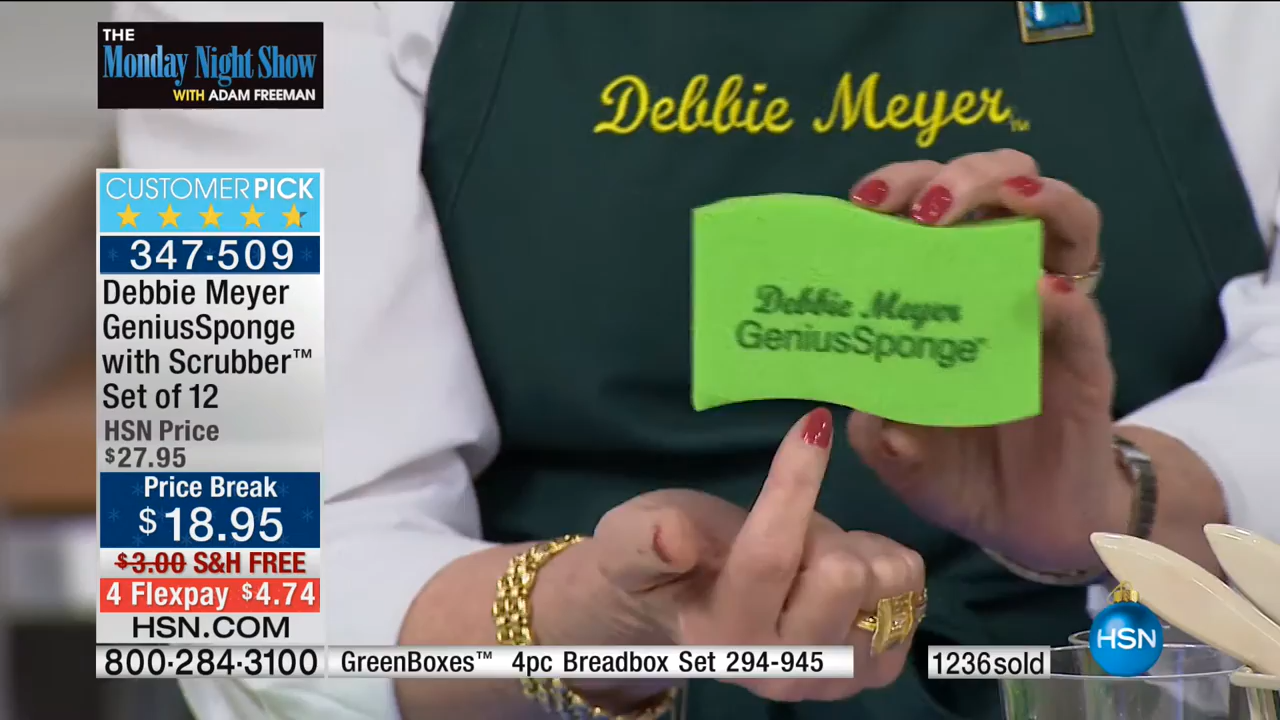 THE
Monday Night Show
WITH ADAM FREEMAN
CUSTOMERPICK
347-509
Debbie Meyer
GeniusSponge
with Scrubber™
Set of 12
HSN Price
$27.95
Price Break
$18.95
$3.00 S&H FREE
4 Flexpay $4.74
HSN.COM
800-284-3100
GreenBoxes™ 4pc Breadbox Set 294-945
1236sold
HSN
Debbie Meyer™
Debbie Meyer
GeniusSponge™